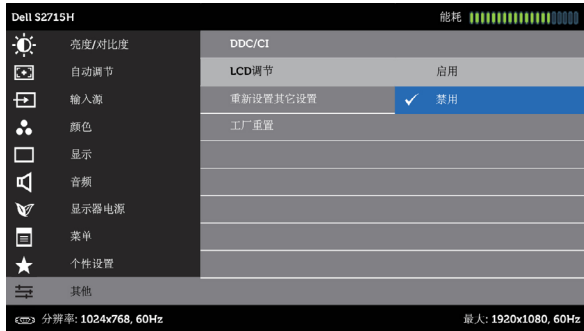 Dell S2715H 能耗
亮度/对比度 DDC/CI
自动调节 LCD调节 启用
输入源 重新设置其它设置 禁用
颜色 工厂重置
显示
音频
显示器电源
菜单
个性设置
其他
分辨率: 1024x768, 60Hz 最大: 1920x1080, 60Hz